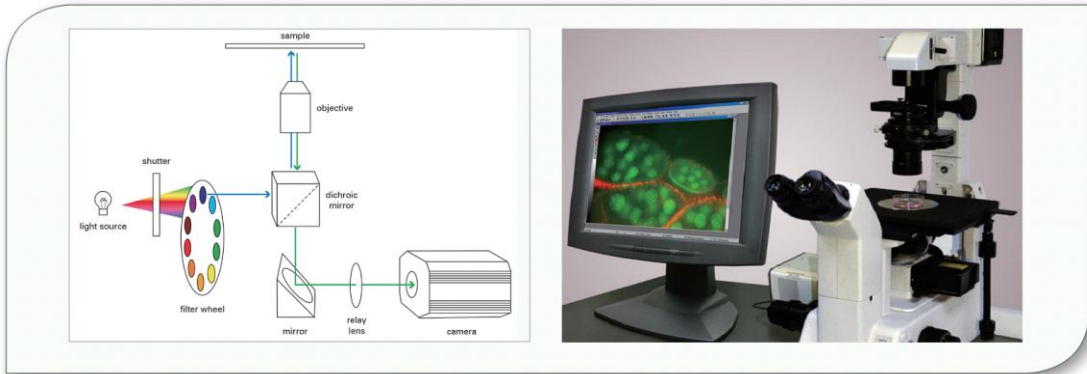 sample
objective
shutter
dichroic
mirror
light source
filter wheel
mirror
relay
lens
camera